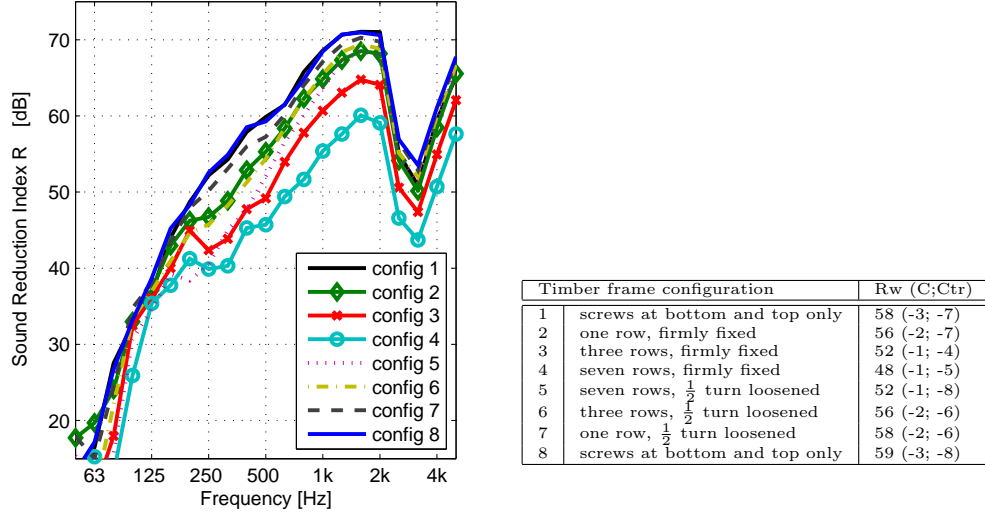 70
60
50
40
30
20
Sound Reduction Index R [dB]
63 125 250 500 1k 2k 4k
Frequency [Hz]
config 1
config 2
config 3
config 4
config 5
config 6
config 7
config 8
Timber frame configuration Rw (C;Ctr)
1 screws at bottom and top only 58 (-3; -7)
2 one row, firmly fixed 56 (-2; -7)
3 three rows, firmly fixed 52 (-1; -4)
4 seven rows, firmly fixed 48 (-1; -5)
5 seven rows, 1/2 turn loosened 52 (-1; -8)
6 three rows, 1/2 turn loosened 56 (-2; -6)
7 one row, 1/2 turn loosened 58 (-2; -6)
8 screws at bottom and top only 59 (-3; -8)